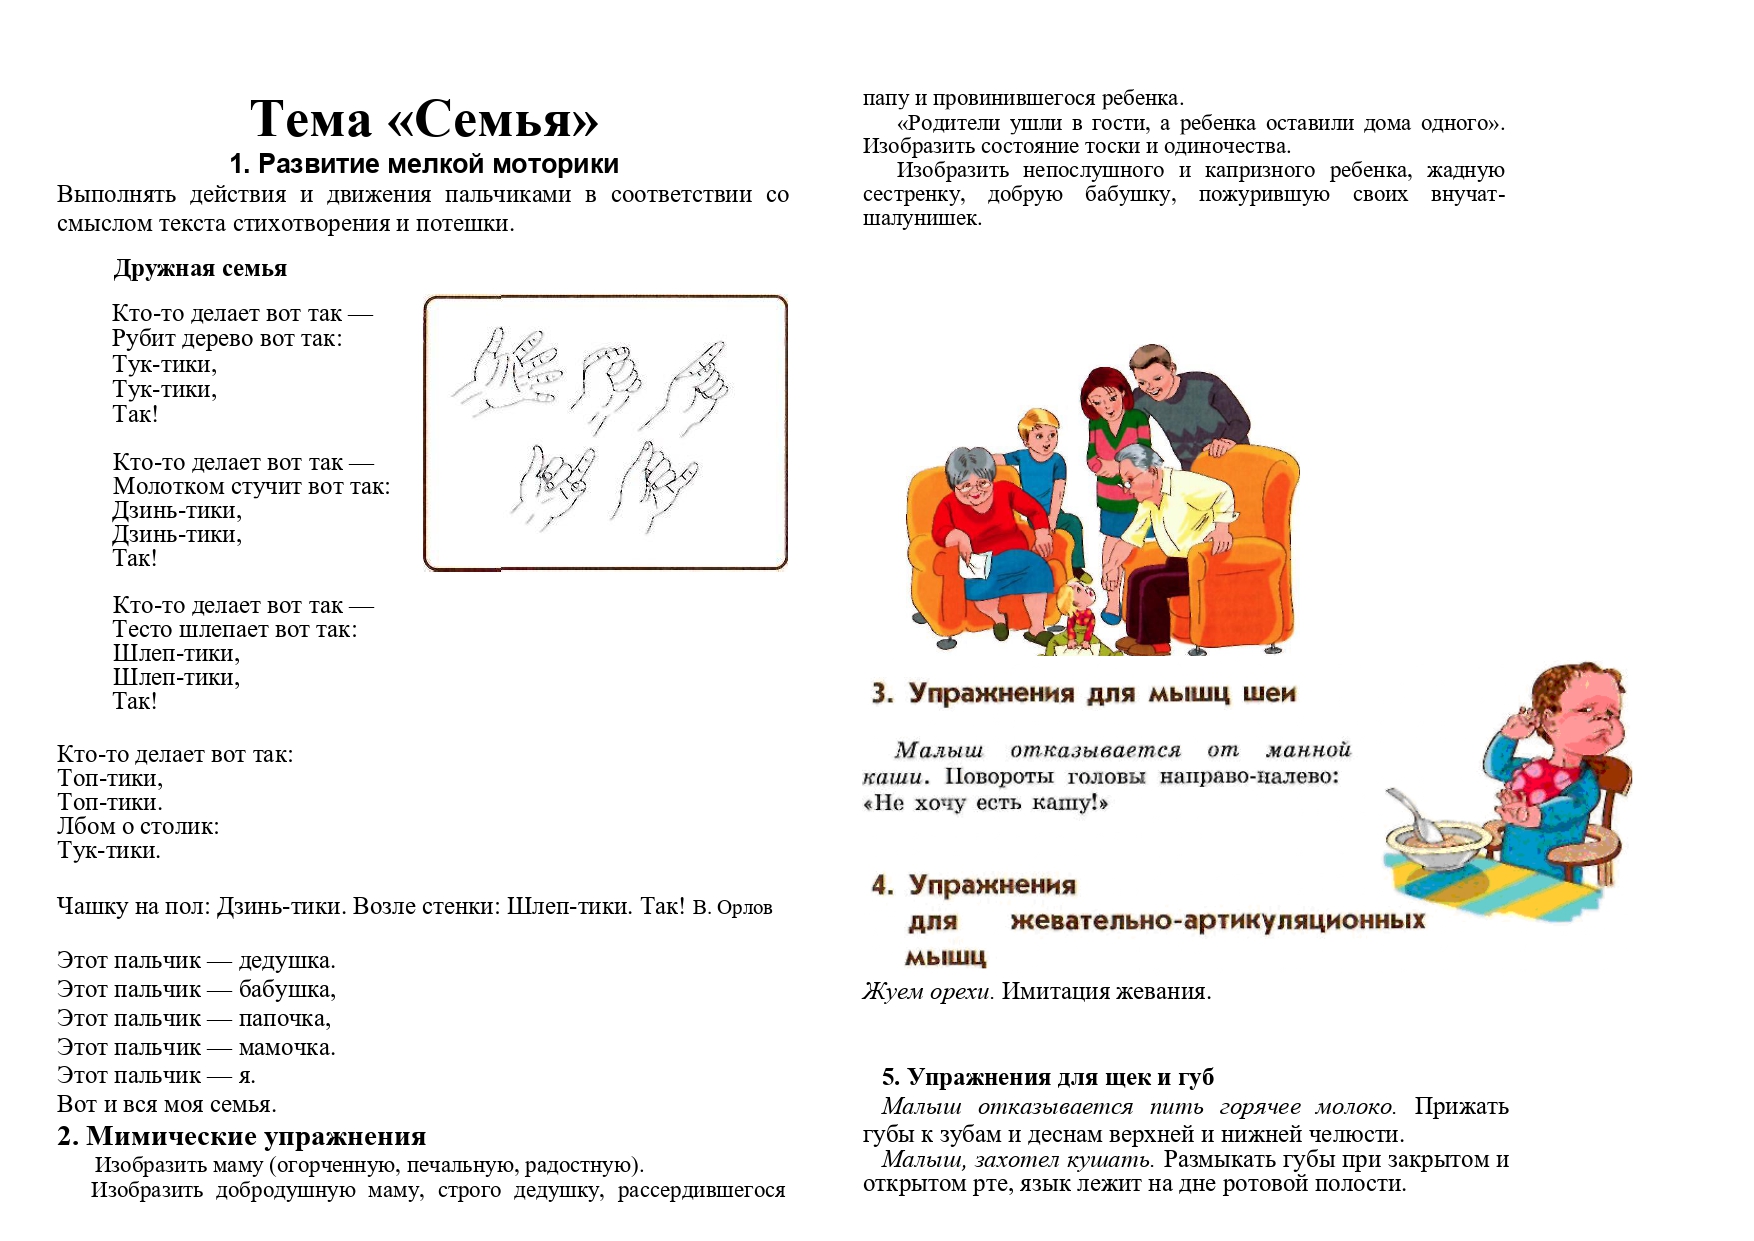 Тема «Семья»
1. Развитие мелкой моторики
Выполнять действия и движения пальчиками в соответствии со
смыслом текста стихотворения и потешки.
Дружная семья
Кто-то делает вот так —
Рубит дерево вот так:
Тук-тики,
Тук-тики,
Так!
Кто-то делает вот так —
Молотком стучит вот так:
Дзинь-тики,
Дзинь-тики,
Так!
Кто-то делает вот так —
Тесто шлепает вот так:
Шлеп-тики,
Шлеп-тики,
Так!
Кто-то делает вот так:
Топ-тики,
Топ-тики.
Лбом о столик:
Тук-тики.
Чашку на пол: Дзинь-тики. Возле стенки: Шлеп-тики. Так! В. Орлов
Этот пальчик — дедушка.
Этот пальчик — бабушка,
Этот пальчик — папочка,
Этот пальчик — мамочка.
Этот пальчик — я.
Вот и вся моя семья.
2. Мимические упражнения
Изобразить маму (огорченную, печальную, радостную).
Изобразить добродушную маму, строго дедушку, рассердившегося
папу и провинившегося ребенка.
«Родители ушли в гости, а ребенка оставили дома одного».
Изобразить состояние тоски и одиночества.
Изобразить непослушного и капризного ребенка, жадную
сестренку, добрую бабушку, пожурившую своих внучат-
шалунишек.
3. Упражнения для мышц шеи
Малыш отказывается от манной
каши. Повороты головы направо-налево:
«Не хочу есть кашу!»
4. Упражнения
для жевательно-артикуляционных
мышц
Жуем орехи. Имитация жевания.
5. Упражнения для щек и губ
Малыш отказывается пить горячее молоко. Прижать
губы к зубам и деснам верхней и нижней челюсти.
Малыш, захотел кушать. Размыкать губы при закрытом и
открытом рте, язык лежит на дне ротовой полости.